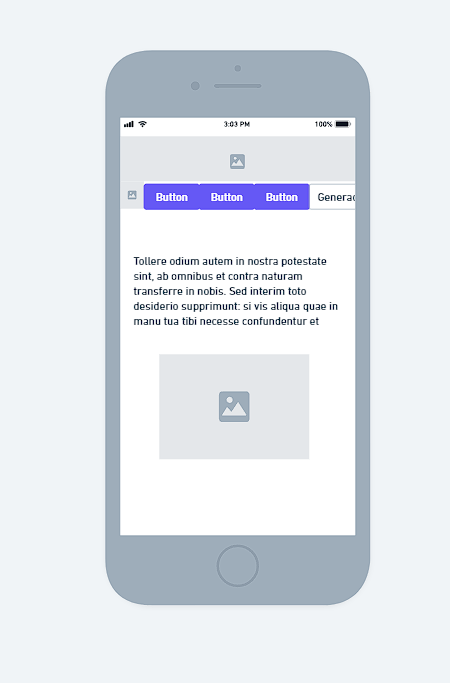 3:03 PM 100%
Button Button Button Generac
Tollere odium autem in nostra potestate
sint, ab omnibus et contra naturam
transferre in nobis. Sed interim toto
desiderio supprimunt: si vis aliqua quae in
manu tua tibi necesse confundentur et